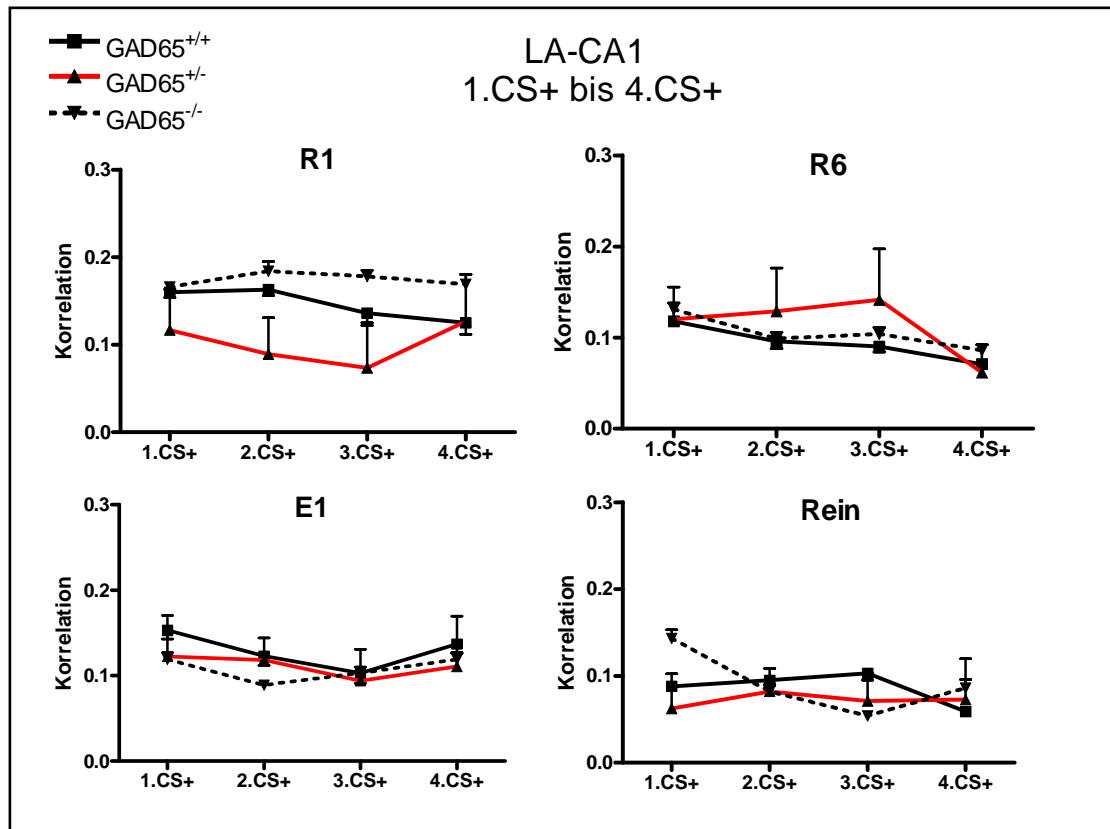 GAD65+/+
GAD65+/-
GAD65-/-
LA-CA1
1.CS+ bis 4.CS+
R1
Korrelation
0.3
0.2
0.1
0.0
1.CS+ 2.CS+ 3.CS+ 4.CS+
R6
Korrelation
0.3
0.2
0.1
0.0
1.CS+ 2.CS+ 3.CS+ 4.CS+
E1
Korrelation
0.3
0.2
0.1
0.0
1.CS+ 2.CS+ 3.CS+ 4.CS+
Rein
Korrelation
0.3
0.2
0.1
0.0
1.CS+ 2.CS+ 3.CS+ 4.CS+